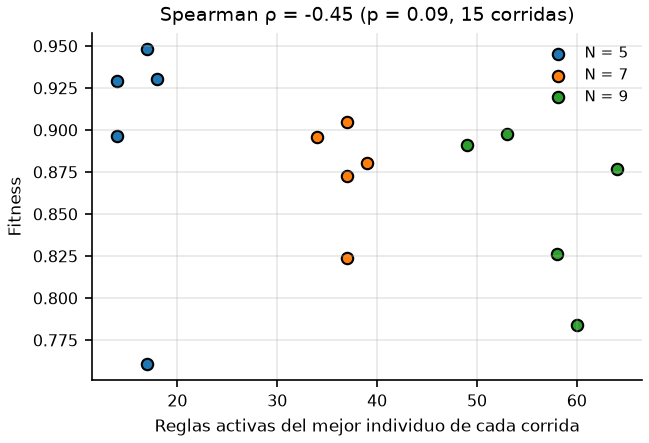 Spearman ρ = -0.45 (p = 0.09, 15 corridas)
N = 5
N = 7
N = 9
Fitness
0.950
0.925
0.900
0.875
0.850
0.825
0.800
0.775
20 30 40 50 60
Reglas activas del mejor individuo de cada corrida